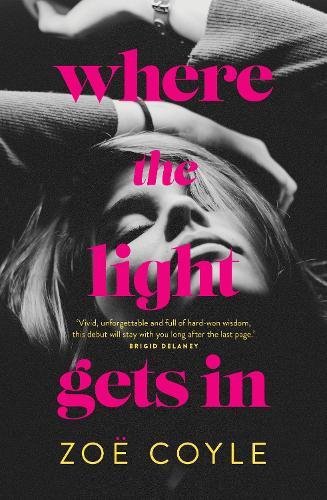 where
the
light
'Vivid, unforgettable and full of hard-won wisdom,
this debut will stay with you long after the last page.'
BRIGID DELANEY
gets in
ZOË COYLE